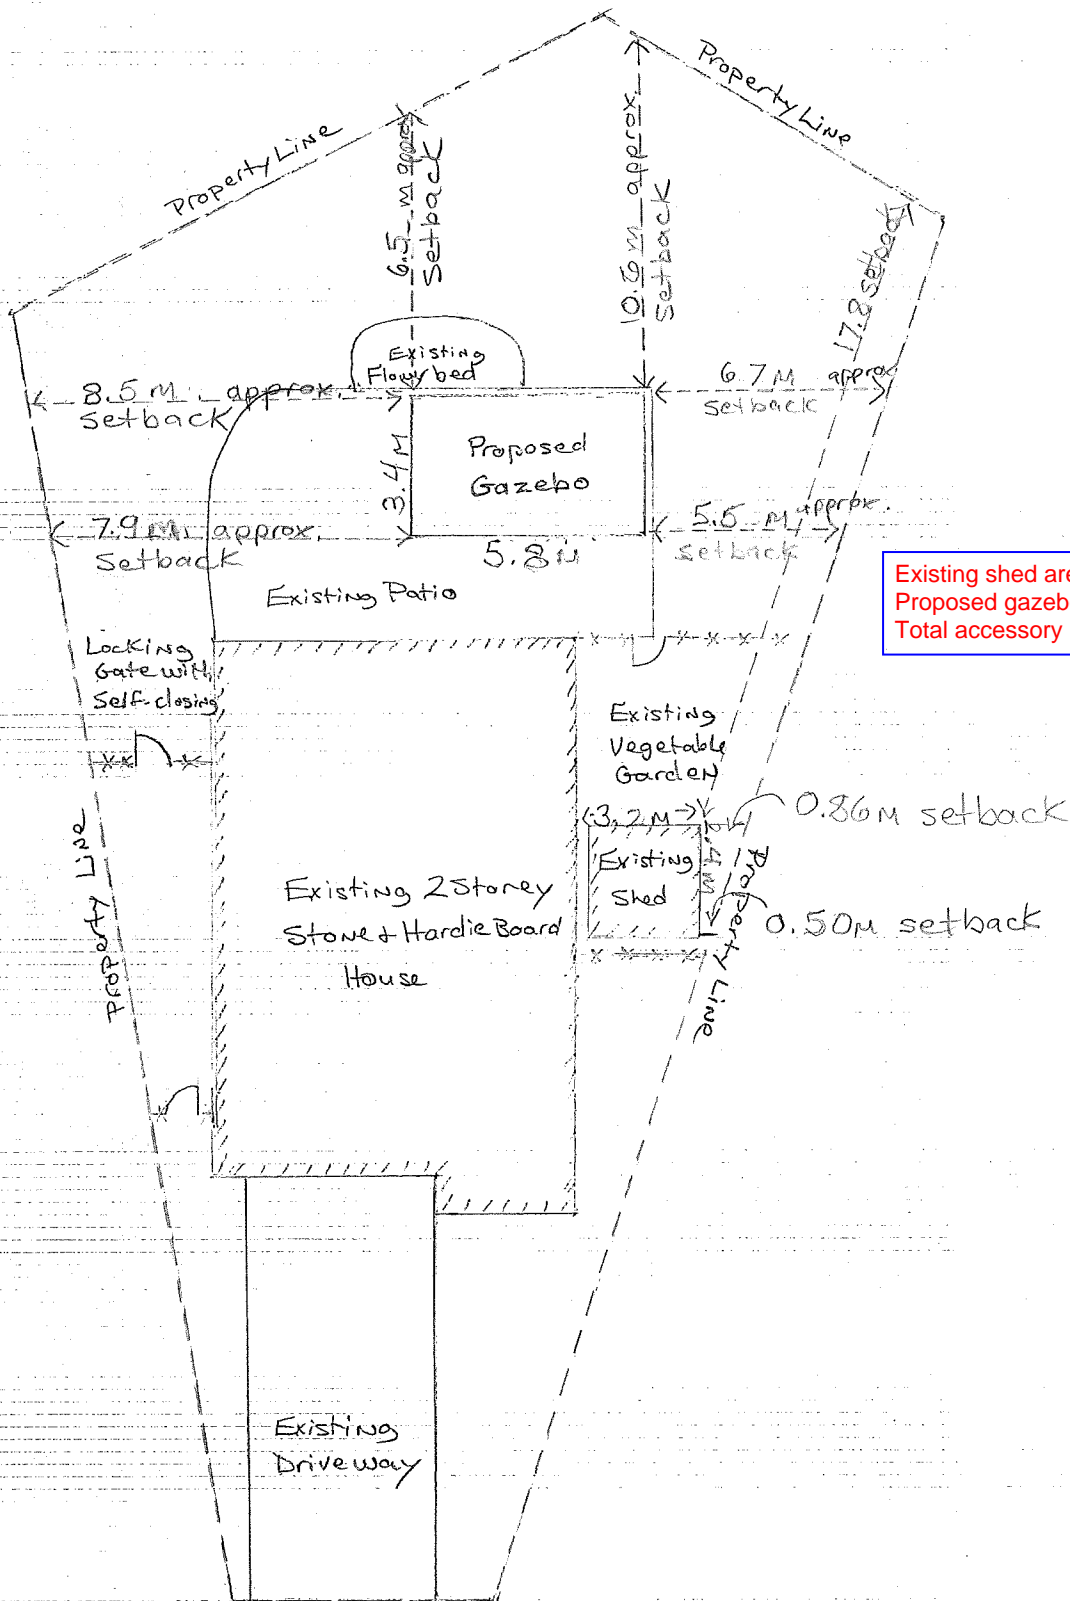 Property Line
Property Line
6.5 m approx
Setback
10.6 m approx
Setback
17.8 setback
Existing
Flowerbed
8.5 m. approx.
Setback
6.7 m approx
Setback
3.4 M
Proposed
Gazebo
7.9 m approx.
Setback
5.8 M
5.5 m approx.
Setback
Existing Patio
Existing shed are
Proposed gazeb
Total accessory
Locking
Gate with
Self-closing
Existing
Vegetable
Garden
3.2 M
0.86 M setback
Existing
Shed
.4 M
Property Line
0.50 M setback
Property Line
Existing 2 Storey
Stone & Hardie Board
House
Existing
Driveway